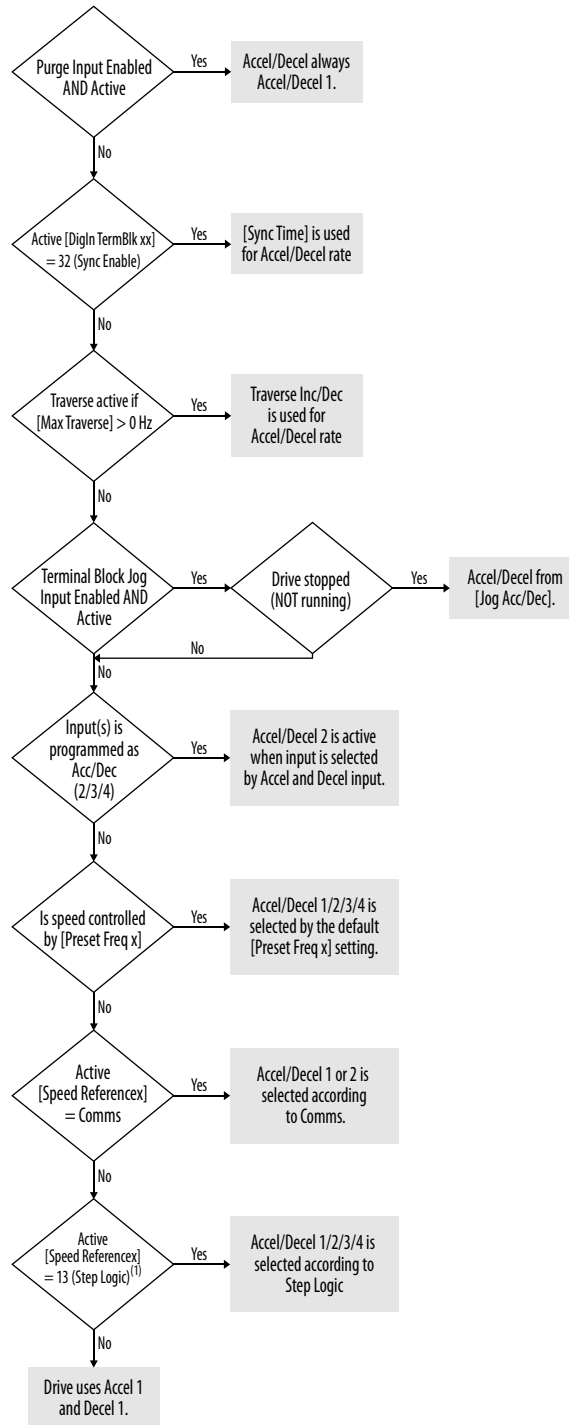 Purge Input Enabled
AND Active
Yes
Accel/Decel always
Accel/Decel 1.
No
Active [DigIn TermBlk xx]
= 32 (Sync Enable)
Yes
[Sync Time] is used
for Accel/Decel rate
No
Traverse active if
[Max Traverse] > 0 Hz
Yes
Traverse Inc/Dec
is used for
Accel/Decel rate
No
Terminal Block Jog
Input Enabled AND
Active
Yes
Drive stopped
(NOT running)
Yes
Accel/Decel from
[Jog Acc/Dec].
No
No
Input(s) is
programmed as
Acc/Dec
(2/3/4)
Yes
Accel/Decel 2 is active
when input is selected
by Accel and Decel input.
No
Is speed controlled
by [Preset Freq x]
Yes
Accel/Decel 1/2/3/4 is
selected by the default
[Preset Freq x] setting.
No
Active
[Speed Referencex]
= Comms
Yes
Accel/Decel 1 or 2 is
selected according
to Comms.
No
Active
[Speed Referencex]
= 13 (Step Logic)(1)
Yes
Accel/Decel 1/2/3/4 is
selected according to
Step Logic
No
Drive uses Accel 1
and Decel 1.